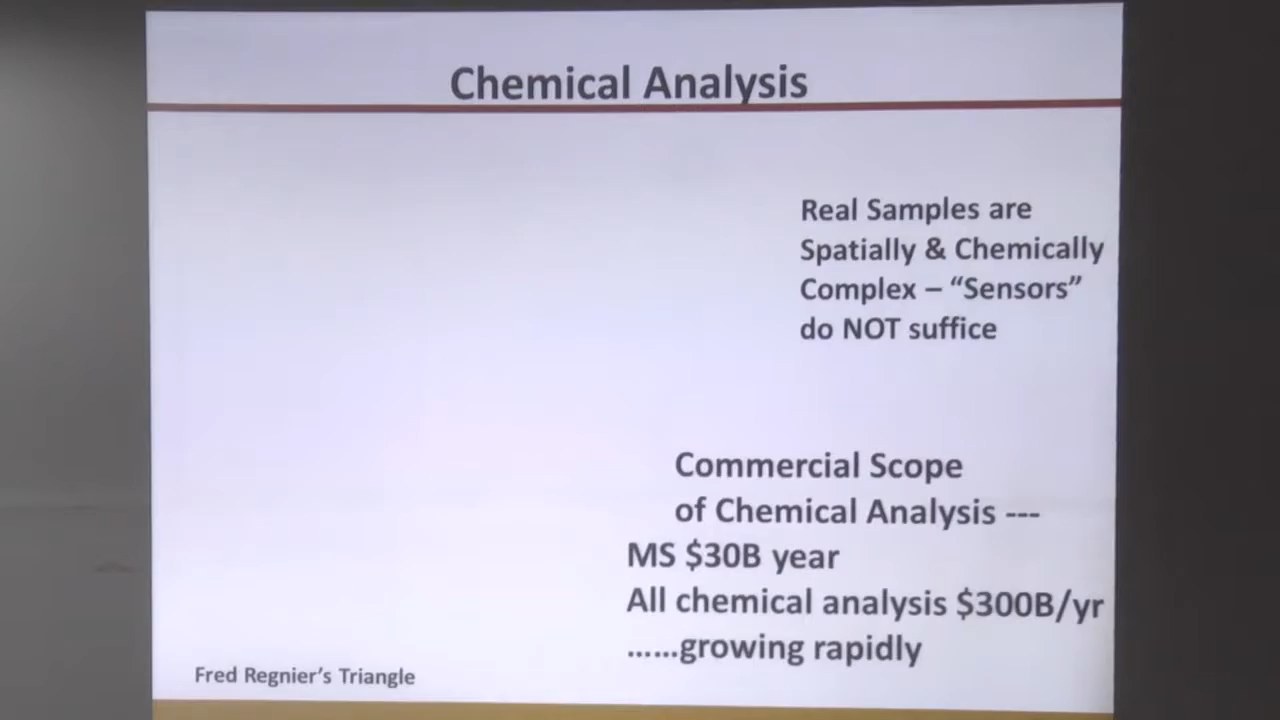 Chemical Analysis
Real Samples are
Spatially & Chemically
Complex – “Sensors”
do NOT suffice
Commercial Scope
of Chemical Analysis ---
MS $30B year
All chemical analysis $300B/yr
......growing rapidly
Fred Regnier’s Triangle